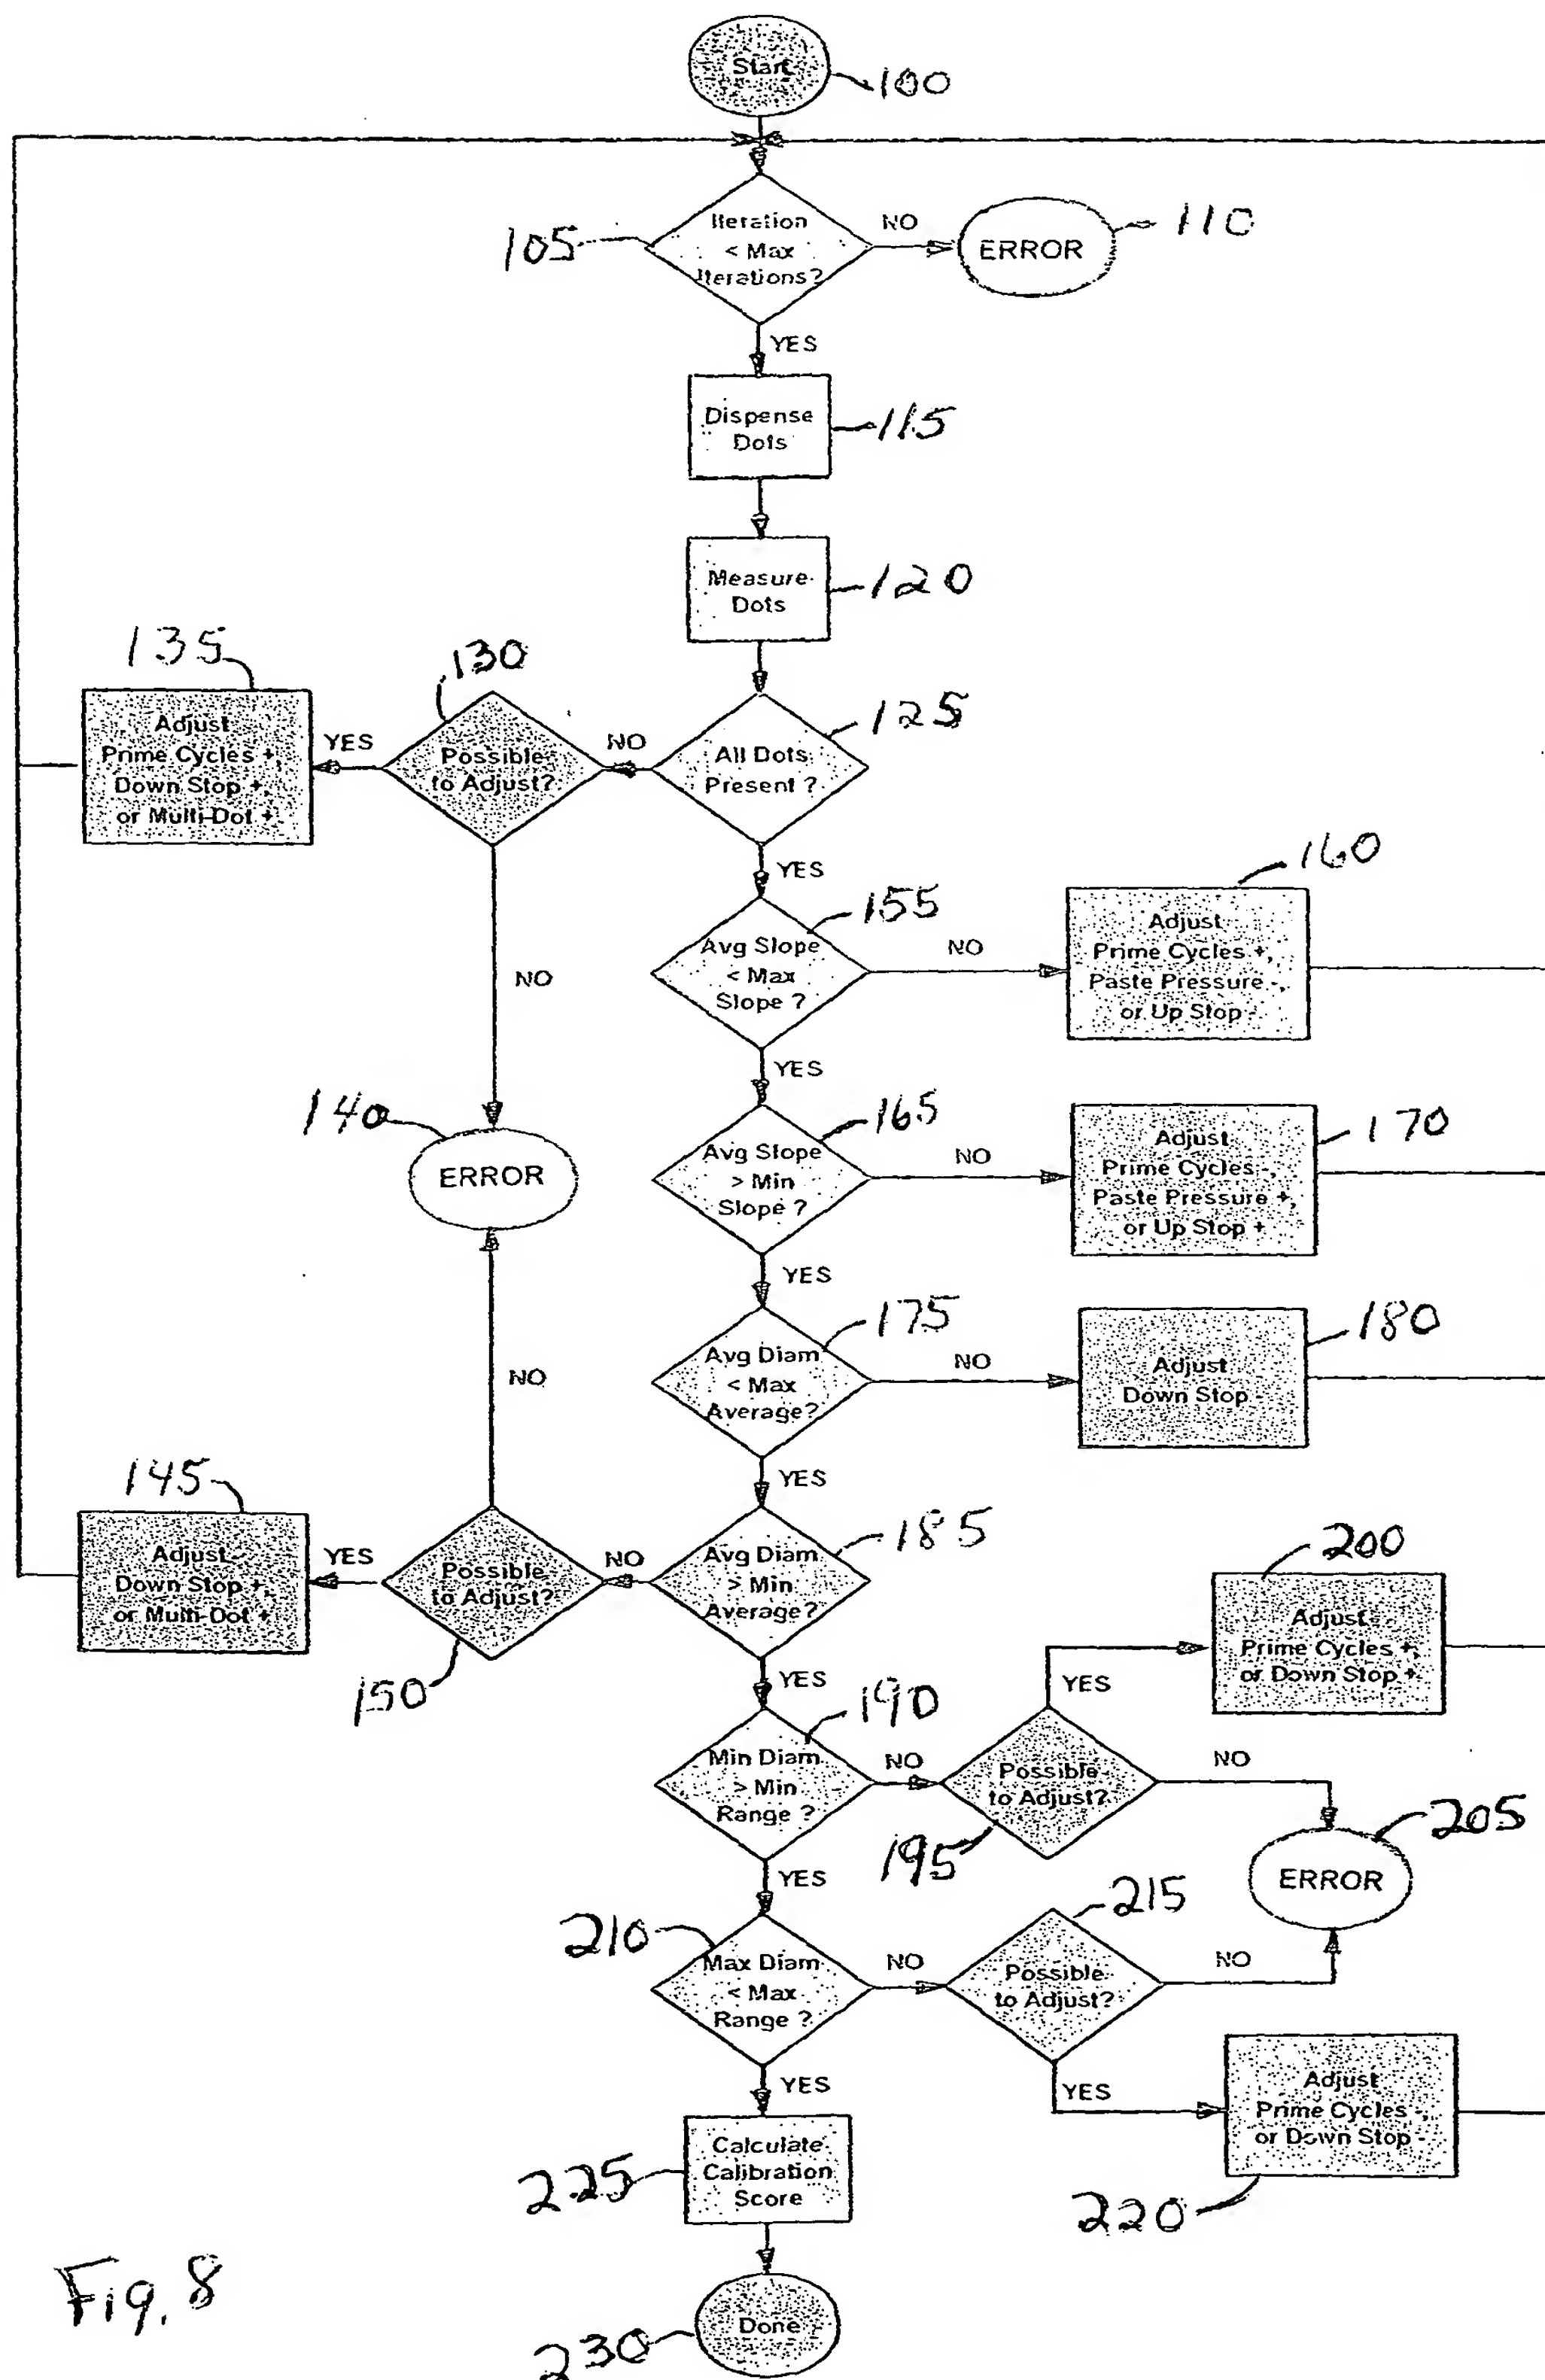 Start
100
Iteration
< Max
Iterations?
105
NO
ERROR
110
YES
Dispense
Dots
115
Measure
Dots
120
135
Adjust
Prime Cycles +,
Down Stop +,
or Multi-Dot +
YES
130
Possible
to Adjust?
NO
All Dots
Present ?
125
NO
YES
155
Avg Slope
< Max
Slope ?
NO
160
Adjust
Prime Cycles +,
Paste Pressure -,
or Up Stop -
YES
140
ERROR
165
Avg Slope
> Min
Slope ?
NO
170
Adjust
Prime Cycles -,
Paste Pressure +,
or Up Stop +
YES
175
Avg Diam
< Max
Average?
NO
180
Adjust
Down Stop -
NO
YES
145
Adjust
Down Stop +,
or Multi-Dot +
YES
Possible
to Adjust?
150
NO
Avg Diam
> Min
Average?
185
YES
190
Min Diam
> Min
Range ?
NO
Possible
to Adjust?
195
YES
200
Adjust
Prime Cycles +,
or Down Stop +
NO
205
ERROR
YES
210
Max Diam
< Max
Range ?
NO
215
Possible
to Adjust?
NO
YES
Adjust
Prime Cycles -,
or Down Stop -
220
YES
Calculate
Calibration
Score
225
Done
230
Fig. 8